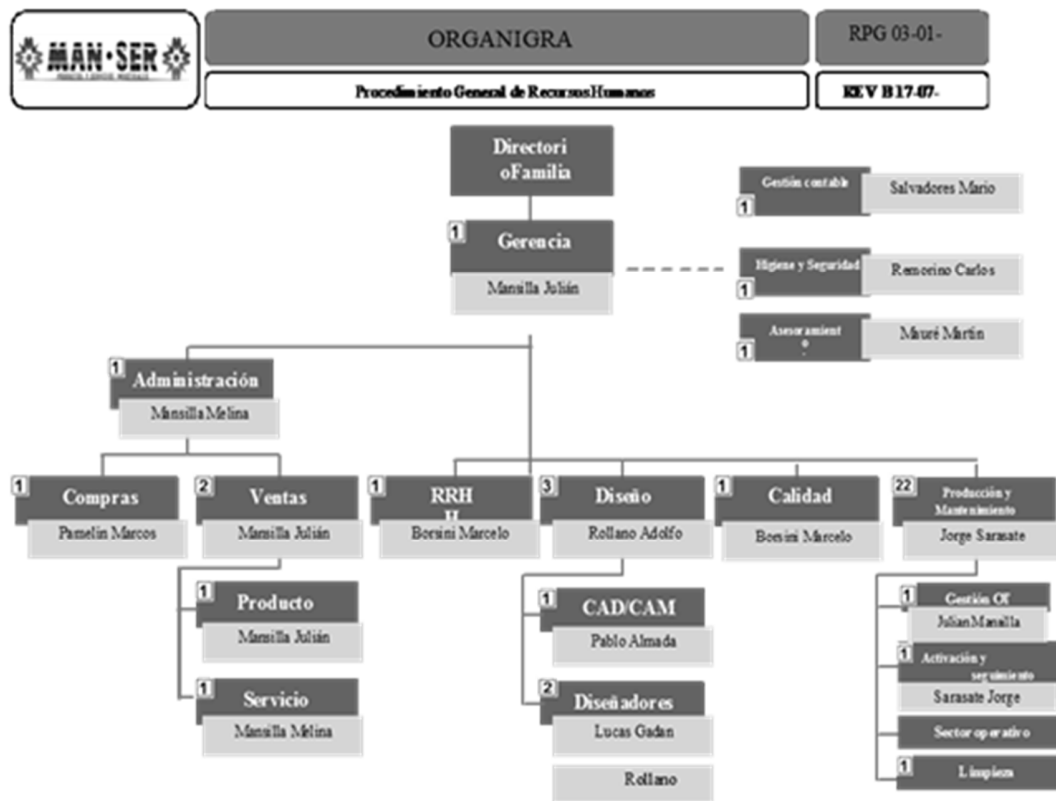 MAN·SER
ORGANIGRA
RPG 03-01-
Procedimiento General de Recursos Humanos
REV B 17-07-
Directori
oFamilia
1
Gerencia
Mansilla Julián
Gestión contable
1
Salvadores Mario
Higiene y Seguridad
1
Remorino Carlos
Asesoramient
o
-
1
Mauré Martin
1
Administración
Mansilla Melina
1
Compras
Pamelin Marcos
2
Ventas
Mansilla Julián
1
RRH
H
Borsini Marcelo
3
Diseño
Rollano Adolfo
1
Calidad
Borsini Marcelo
22
Producción y
Mantenimiento
Jorge Sarasate
1
Producto
Mansilla Julián
1
Servicio
Mansilla Melina
1
CAD/CAM
Pablo Almada
2
Diseñadores
Lucas Gadan
Rollano
1
Gestión Of
Julian Mansilla
1
Activación y
seguimiento
Sarasate Jorge
Sector operativo
1
Limpieza